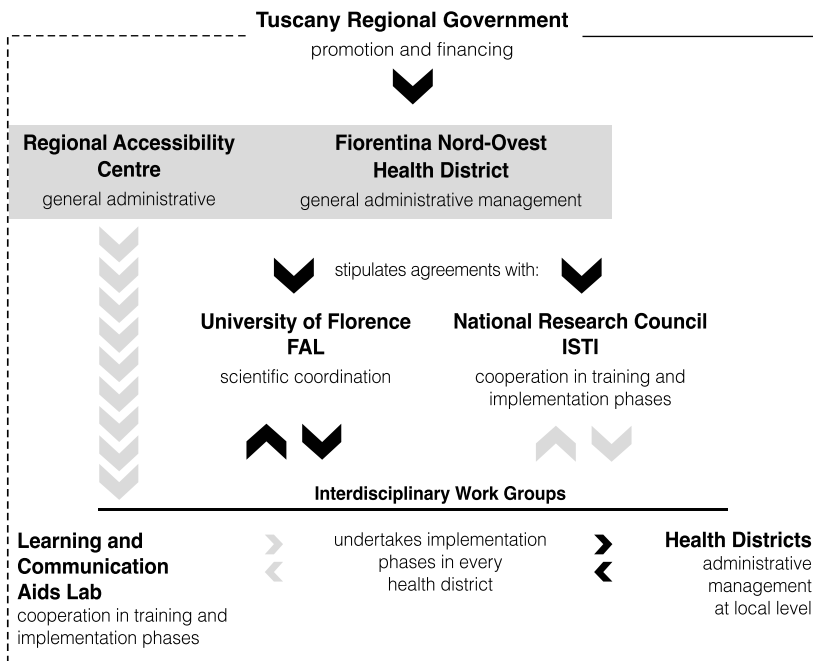 Tuscany Regional Government
promotion and financing
Regional Accessibility
Centre
general administrative
Fiorentina Nord-Ovest
Health District
general administrative management
stipulates agreements with:
University of Florence
FAL
scientific coordination
National Research Council
ISTI
cooperation in training and
implementation phases
Interdisciplinary Work Groups
Learning and
Communication
Aids Lab
cooperation in training and
implementation phases
undertakes implementation
phases in every
health district
Health Districts
administrative
management
at local level